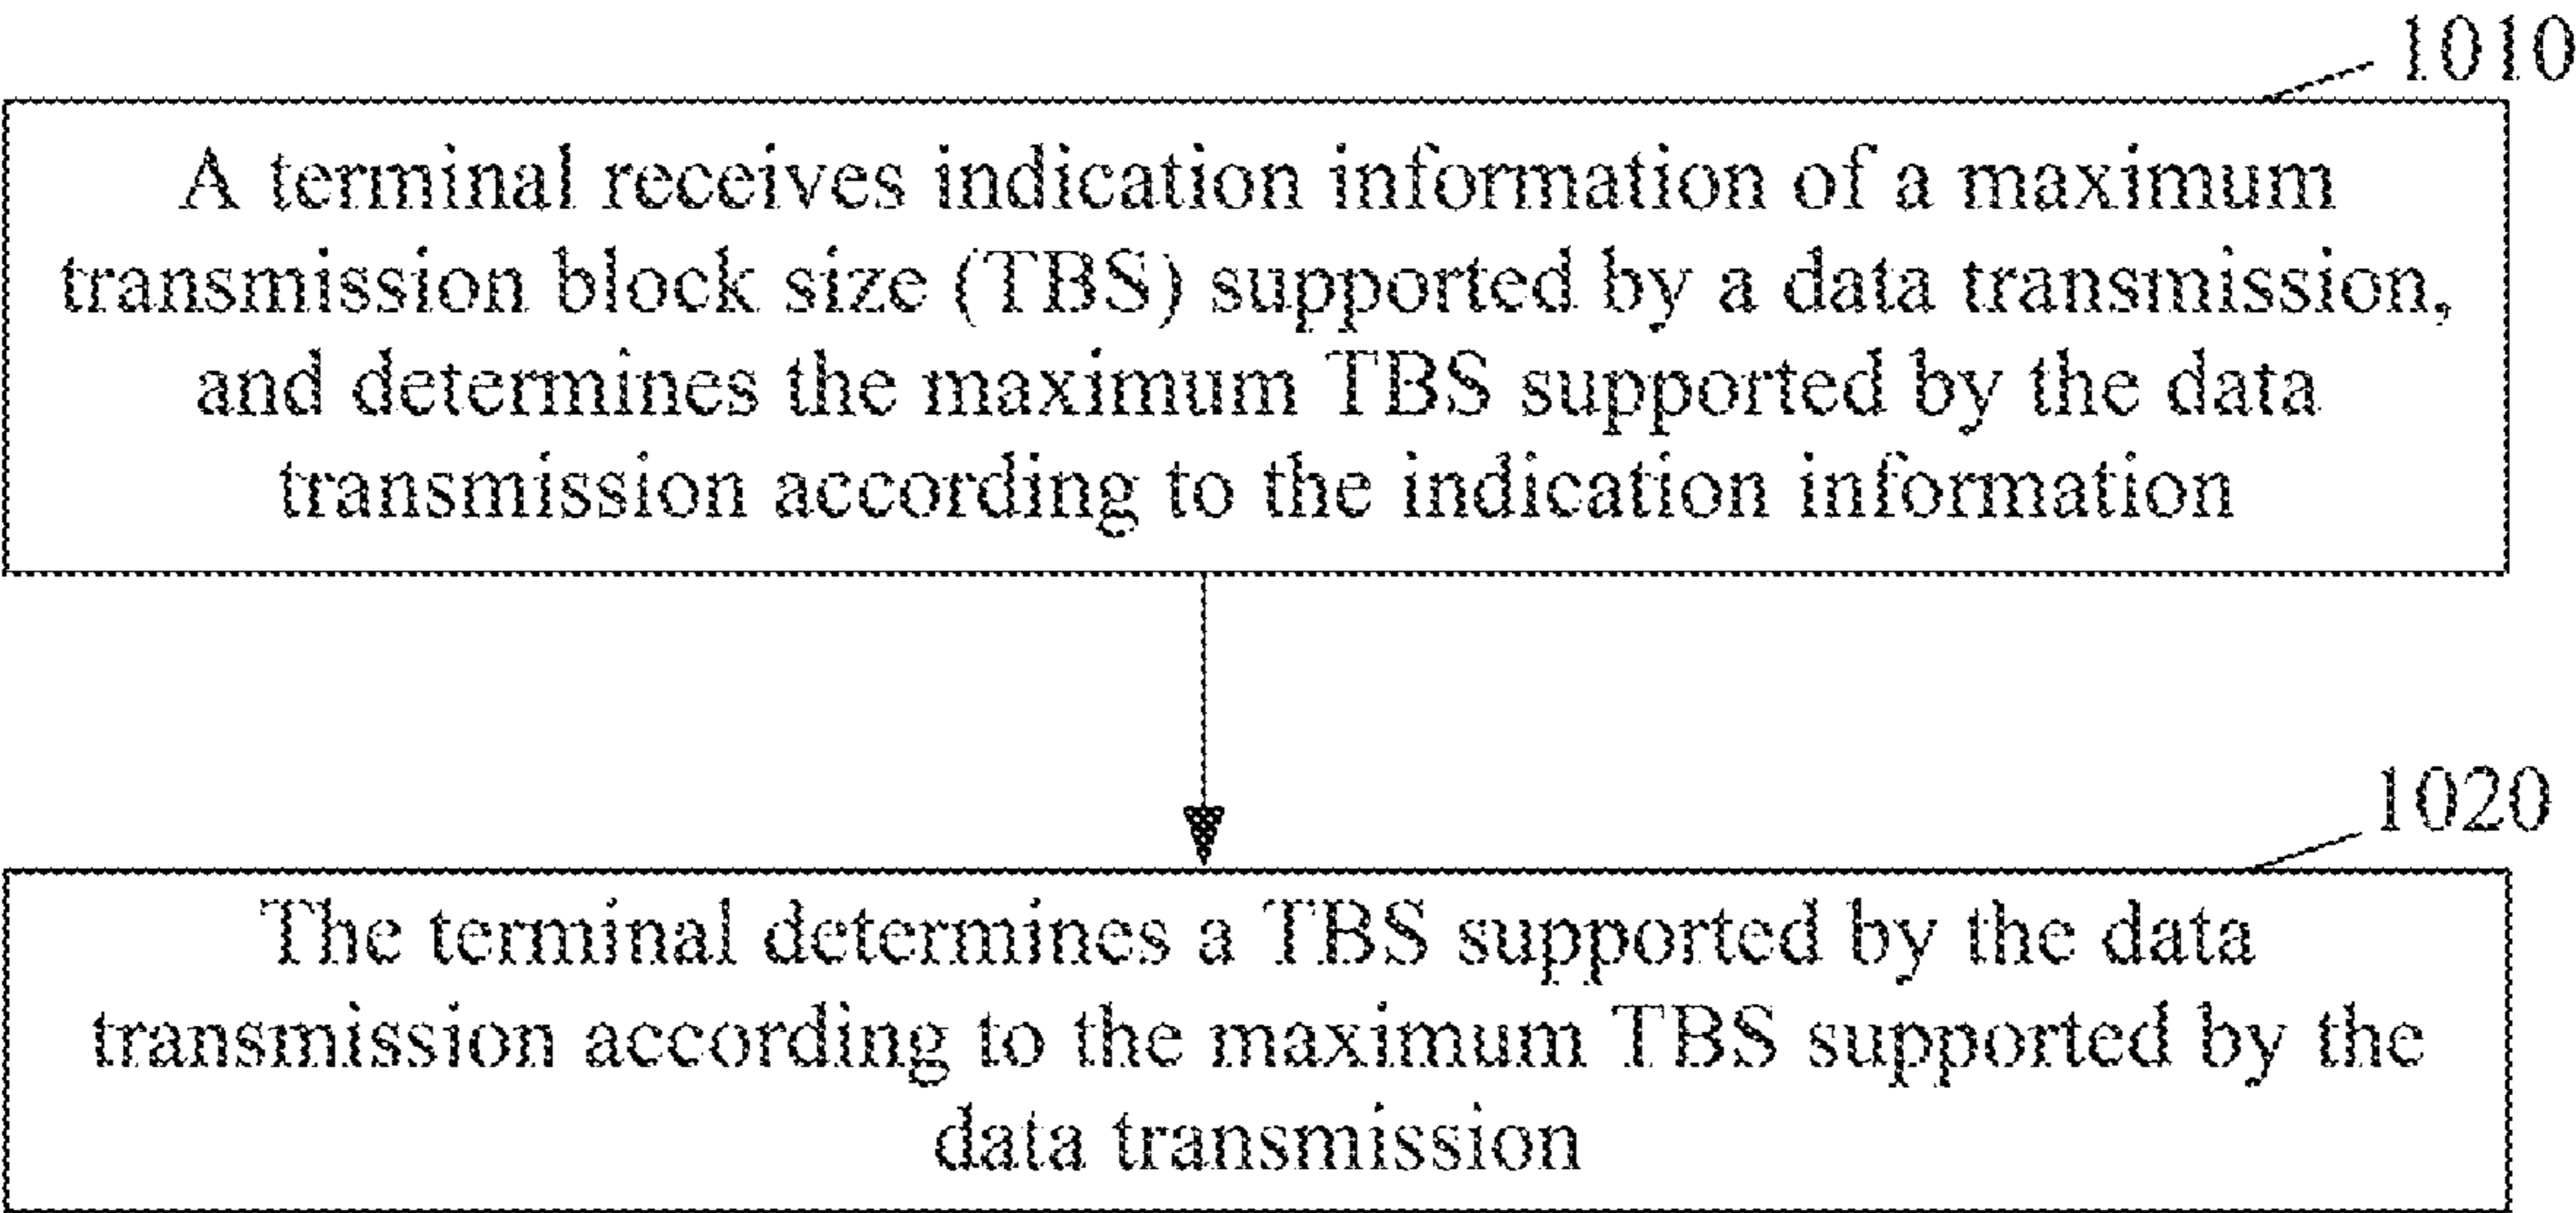 1010
A terminal receives indication information of a maximum
transmission block size (TBS) supported by a data transmission,
and determines the maximum TBS supported by the data
transmission according to the indication information
1020
The terminal determines a TBS supported by the data
transmission according to the maximum TBS supported by the
data transmission